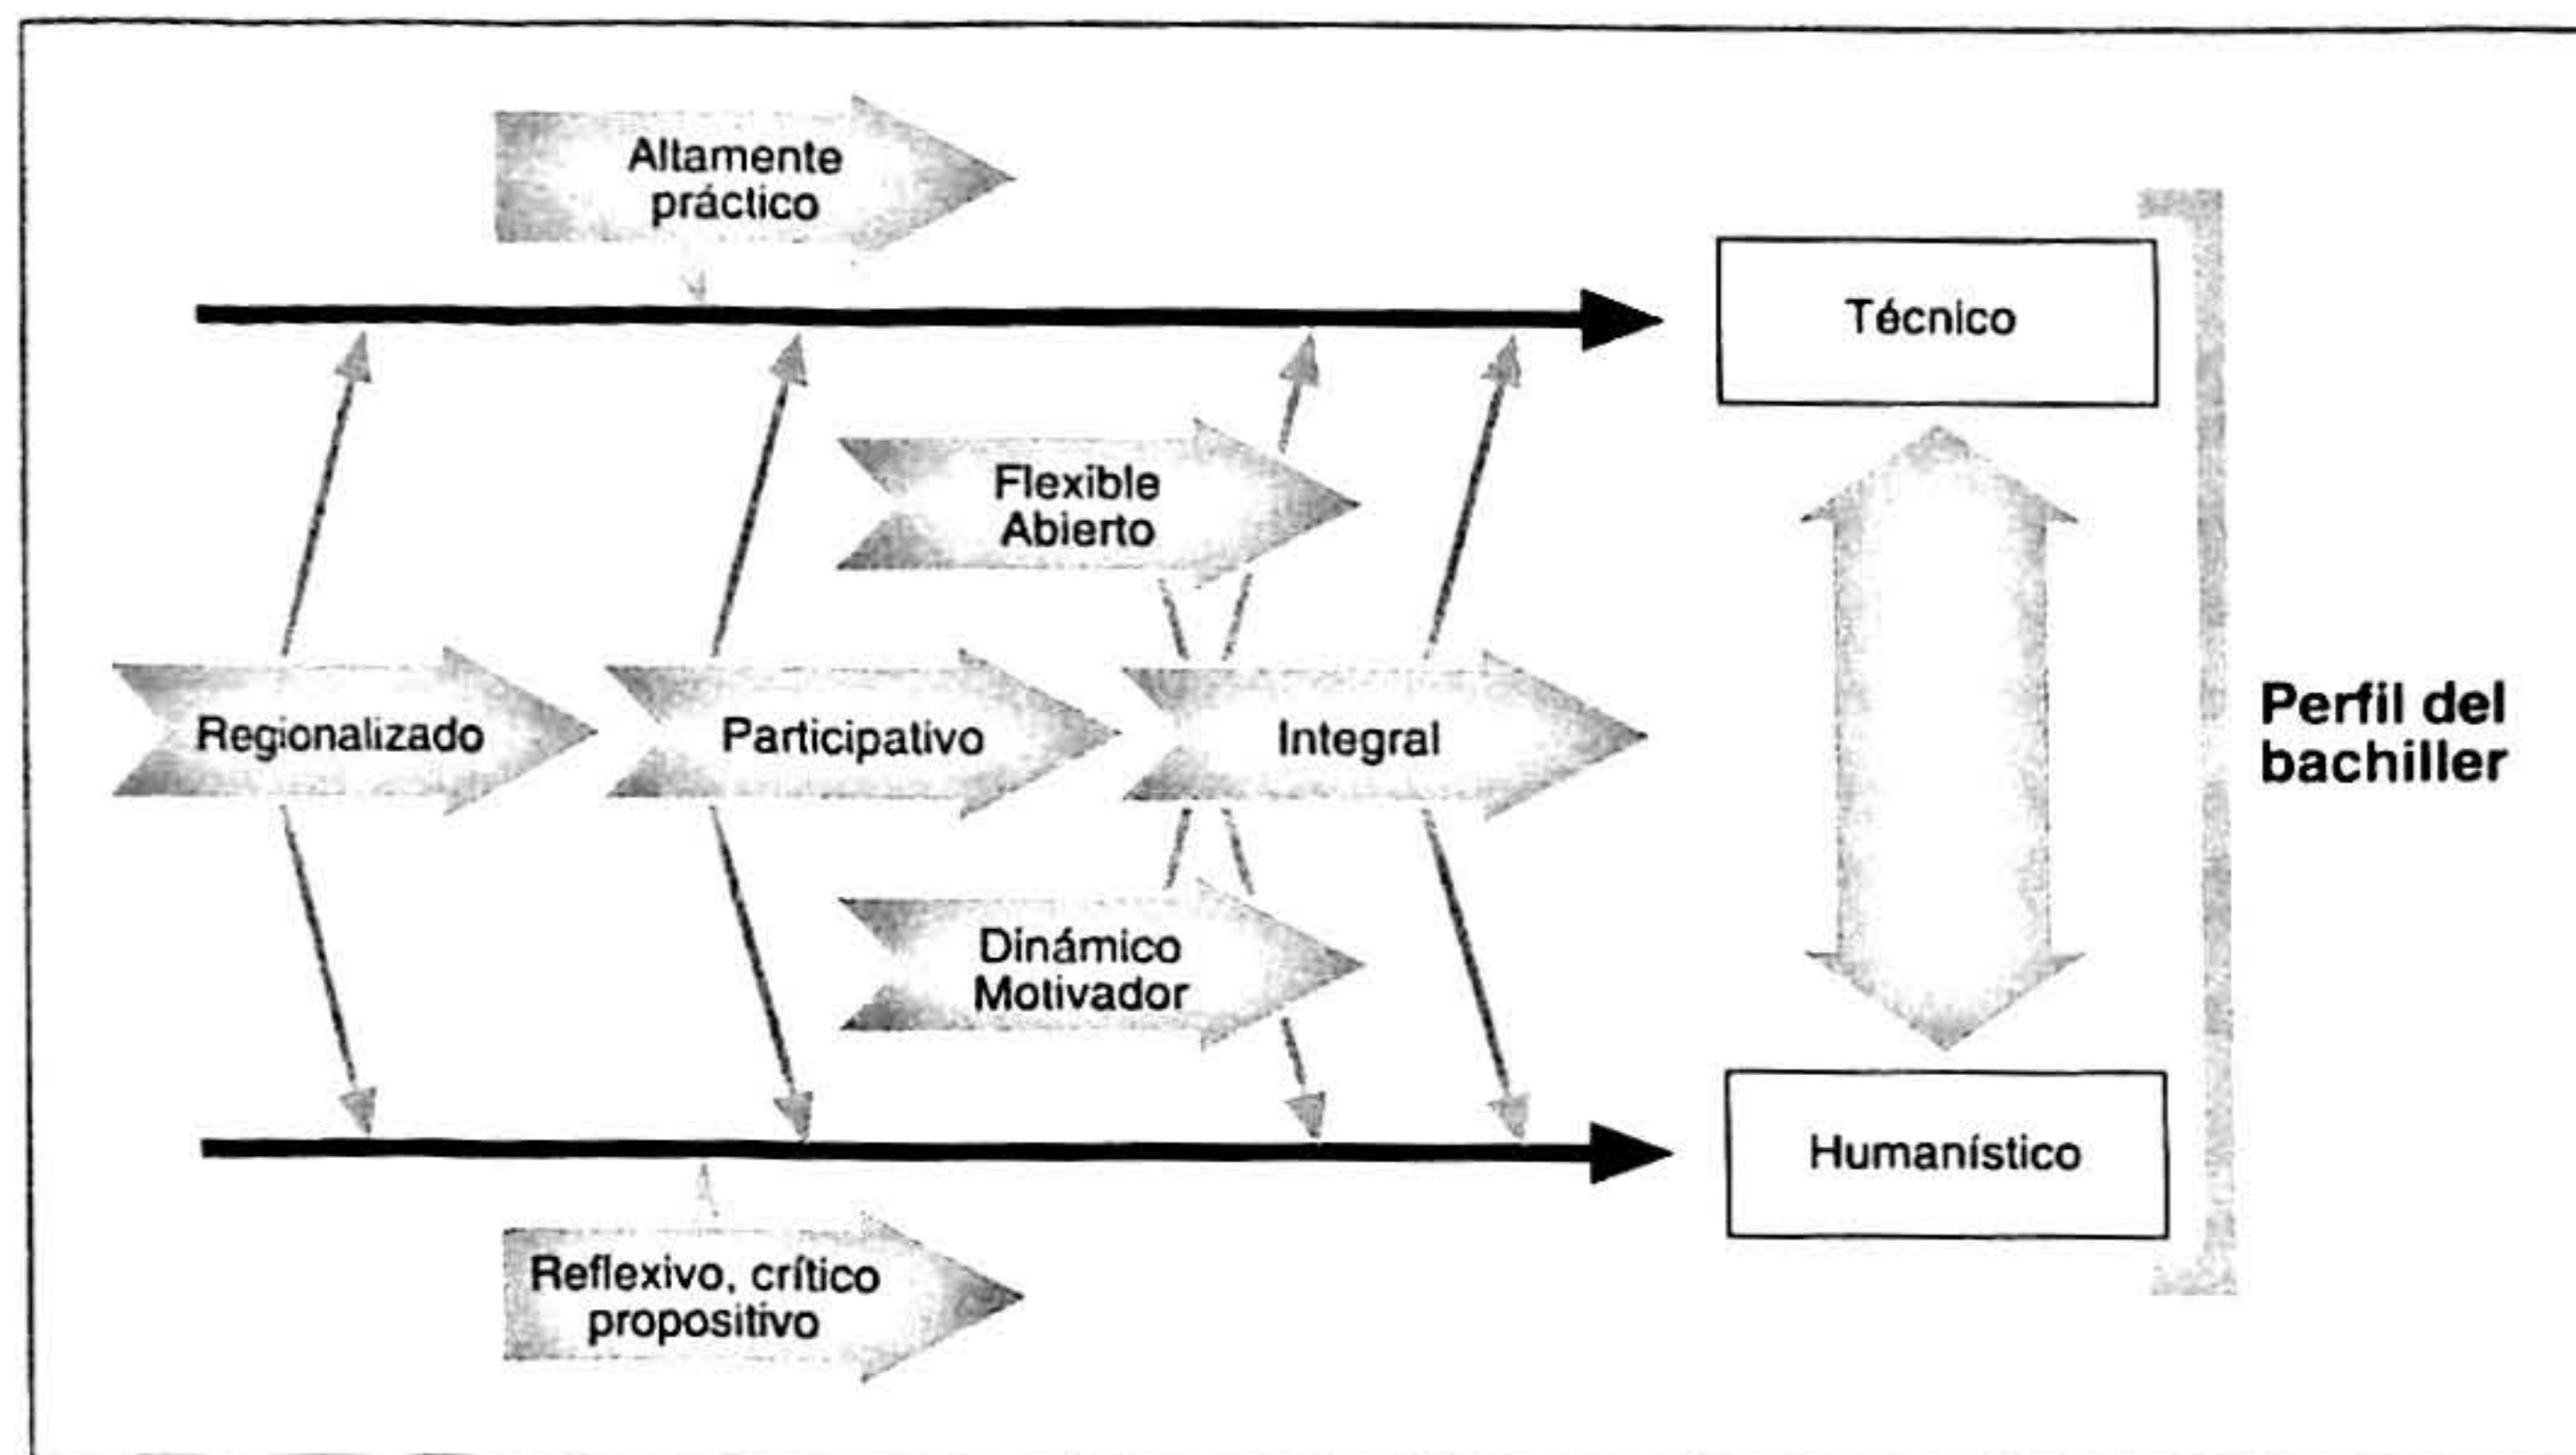 Altamente
práctico
Técnico
Flexible
Abierto
Regionalizado
Participativo
Integral
Perfil del
bachiller
Dinámico
Motivador
Humanístico
Reflexivo, crítico
propositivo